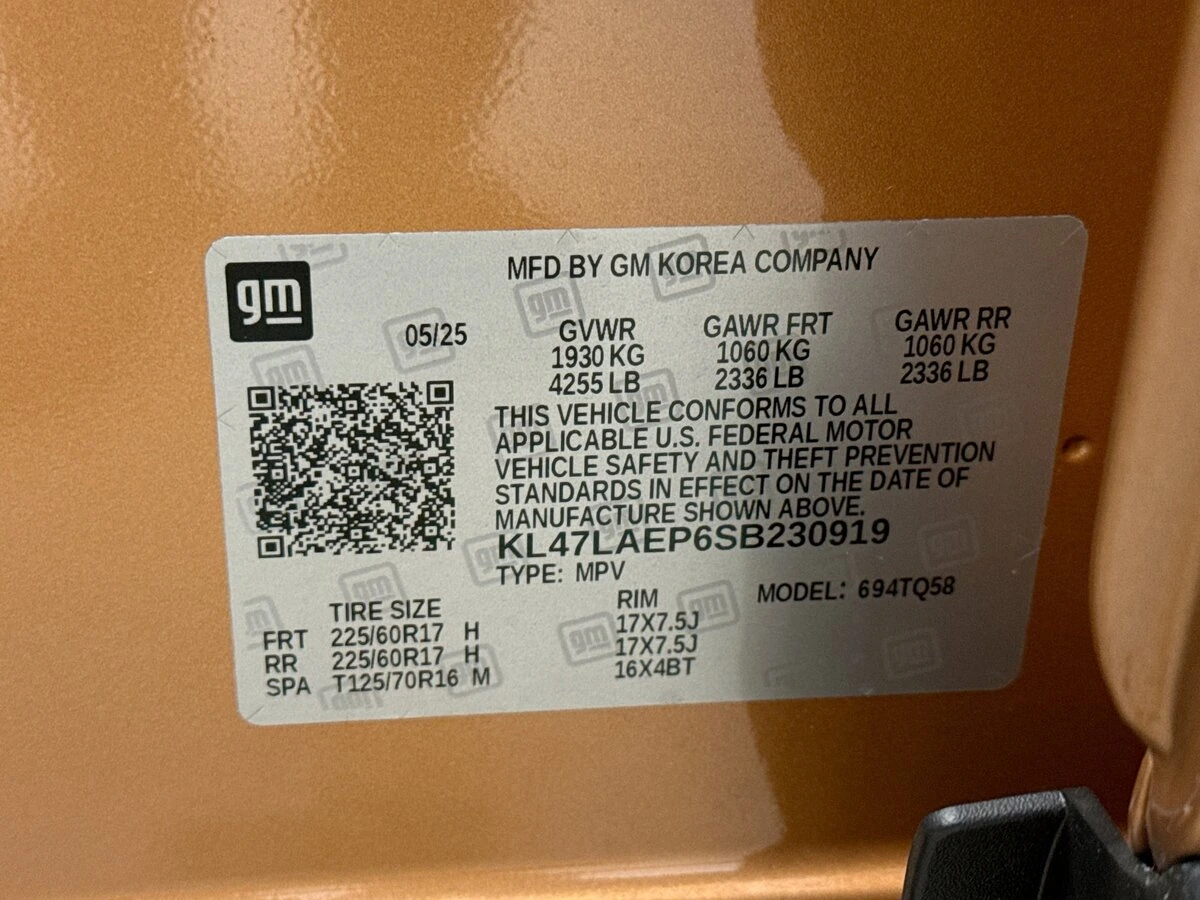 gm
MFD BY GM KOREA COMPANY
05/25
GVWR GAWR FRT GAWR RR
1930 KG 1060 KG 1060 KG
4255 LB 2336 LB 2336 LB
THIS VEHICLE CONFORMS TO ALL
APPLICABLE U.S. FEDERAL MOTOR
VEHICLE SAFETY AND THEFT PREVENTION
STANDARDS IN EFFECT ON THE DATE OF
MANUFACTURE SHOWN ABOVE.
KL47LAEP6SB230919
TYPE: MPV
MODEL: 694TQ58
TIRE SIZE RIM
FRT 225/60R17 H 17X7.5J
RR 225/60R17 H 17X7.5J
SPA T125/70R16 M 16X4BT